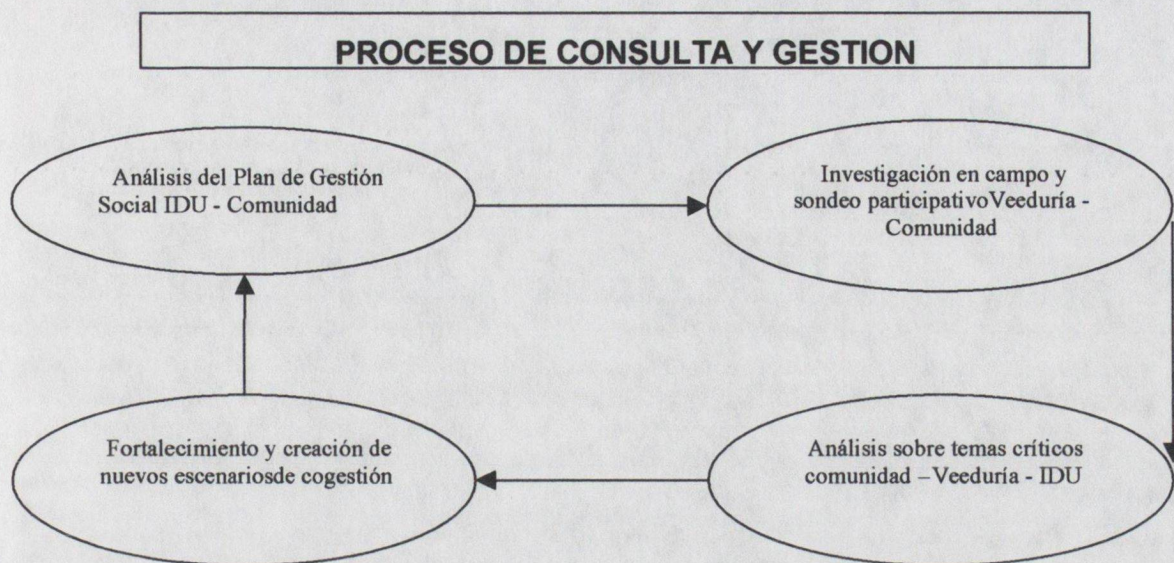 PROCESO DE CONSULTA Y GESTION
Análisis del Plan de Gestión
Social IDU - Comunidad
Investigación en campo y
sondeo participativoVeeduría -
Comunidad
Análisis sobre temas críticos
comunidad –Veeduría - IDU
Fortalecimiento y creación de
nuevos escenariosde cogestión